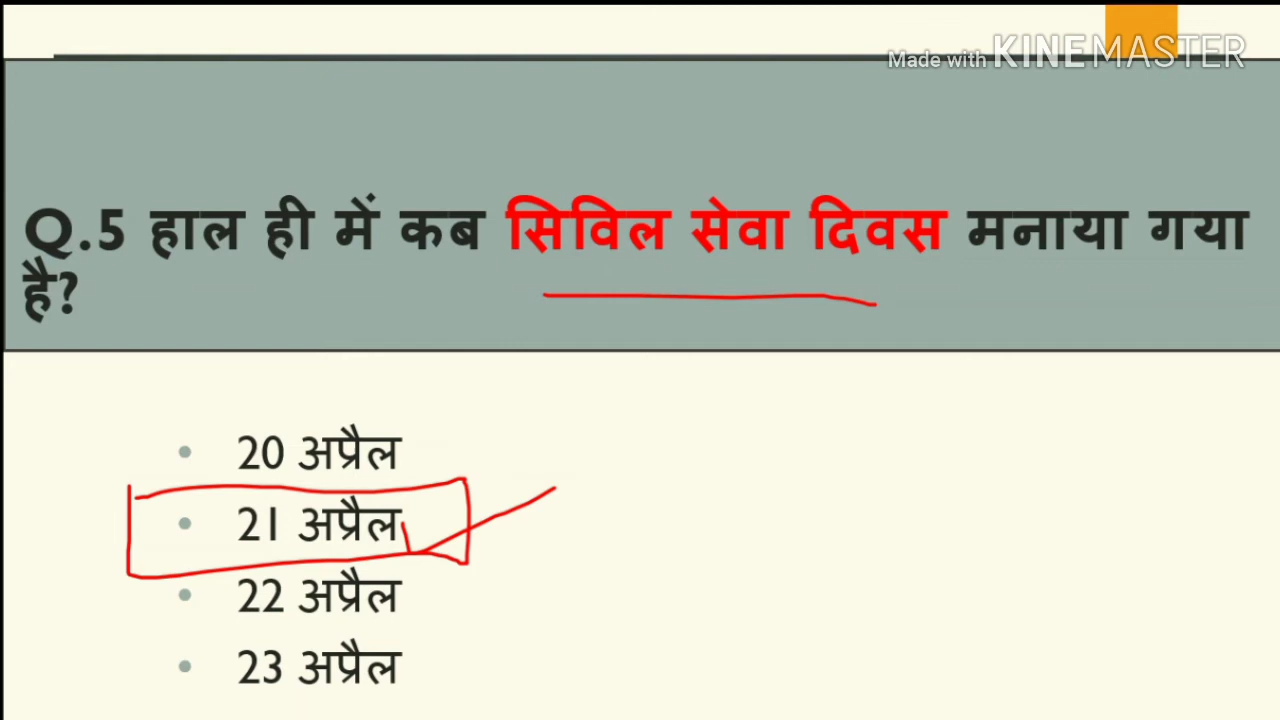 Made with KINEMASTER
Q.5 हाल ही में कब सिविल सेवा दिवस मनाया गया
है?
20 अप्रैल
21 अप्रैल
22 अप्रैल
23 अप्रैल